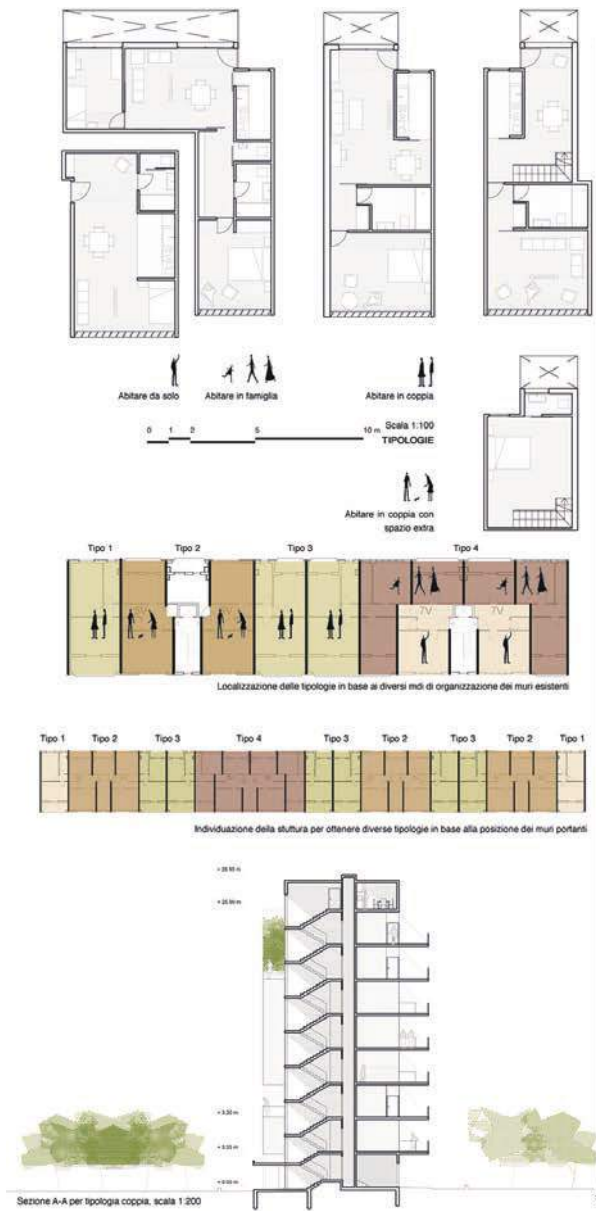 Abitare da solo
Abitare in famiglia
Abitare in coppia
0 1 2 5 10 m
Scala 1:100
TIPOLOGIE
Abitare in coppia con
spazio extra
Tipo 1 Tipo 2 Tipo 3 Tipo 4
7V 7V
Localizzazione delle tipologie in base ai diversi mdi di organizzazione dei muri esistenti
Tipo 1 Tipo 2 Tipo 3 Tipo 4 Tipo 3 Tipo 2 Tipo 3 Tipo 2 Tipo 1
Individuazione della stuttura per ottenere diverse tipologie in base alla posizione dei muri portanti
Sezione A-A per tipologia coppia, scala 1:200